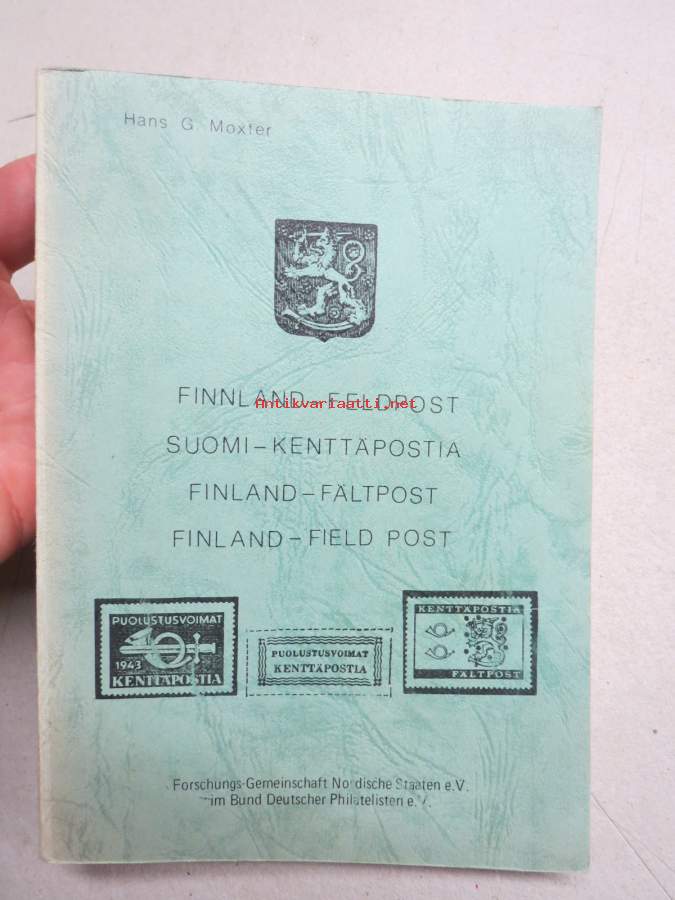 Hans G. Moxter
FINNLAND–FELDPOST
Antikvariaatti.net
SUOMI–KENTTÄPOSTIA
FINLAND–FÄLTPOST
FINLAND–FIELD POST
PUOLUSTUSVOIMAT
1943
KENTTÄPOSTIA
PUOLUSTUSVOIMAT
KENTTÄPOSTIA
KENTTÄPOSTIA
FÄLTPOST
Forschungs-Gemeinschaft Nordische Staaten e.V.
im Bund Deutscher Philatelisten e.V.